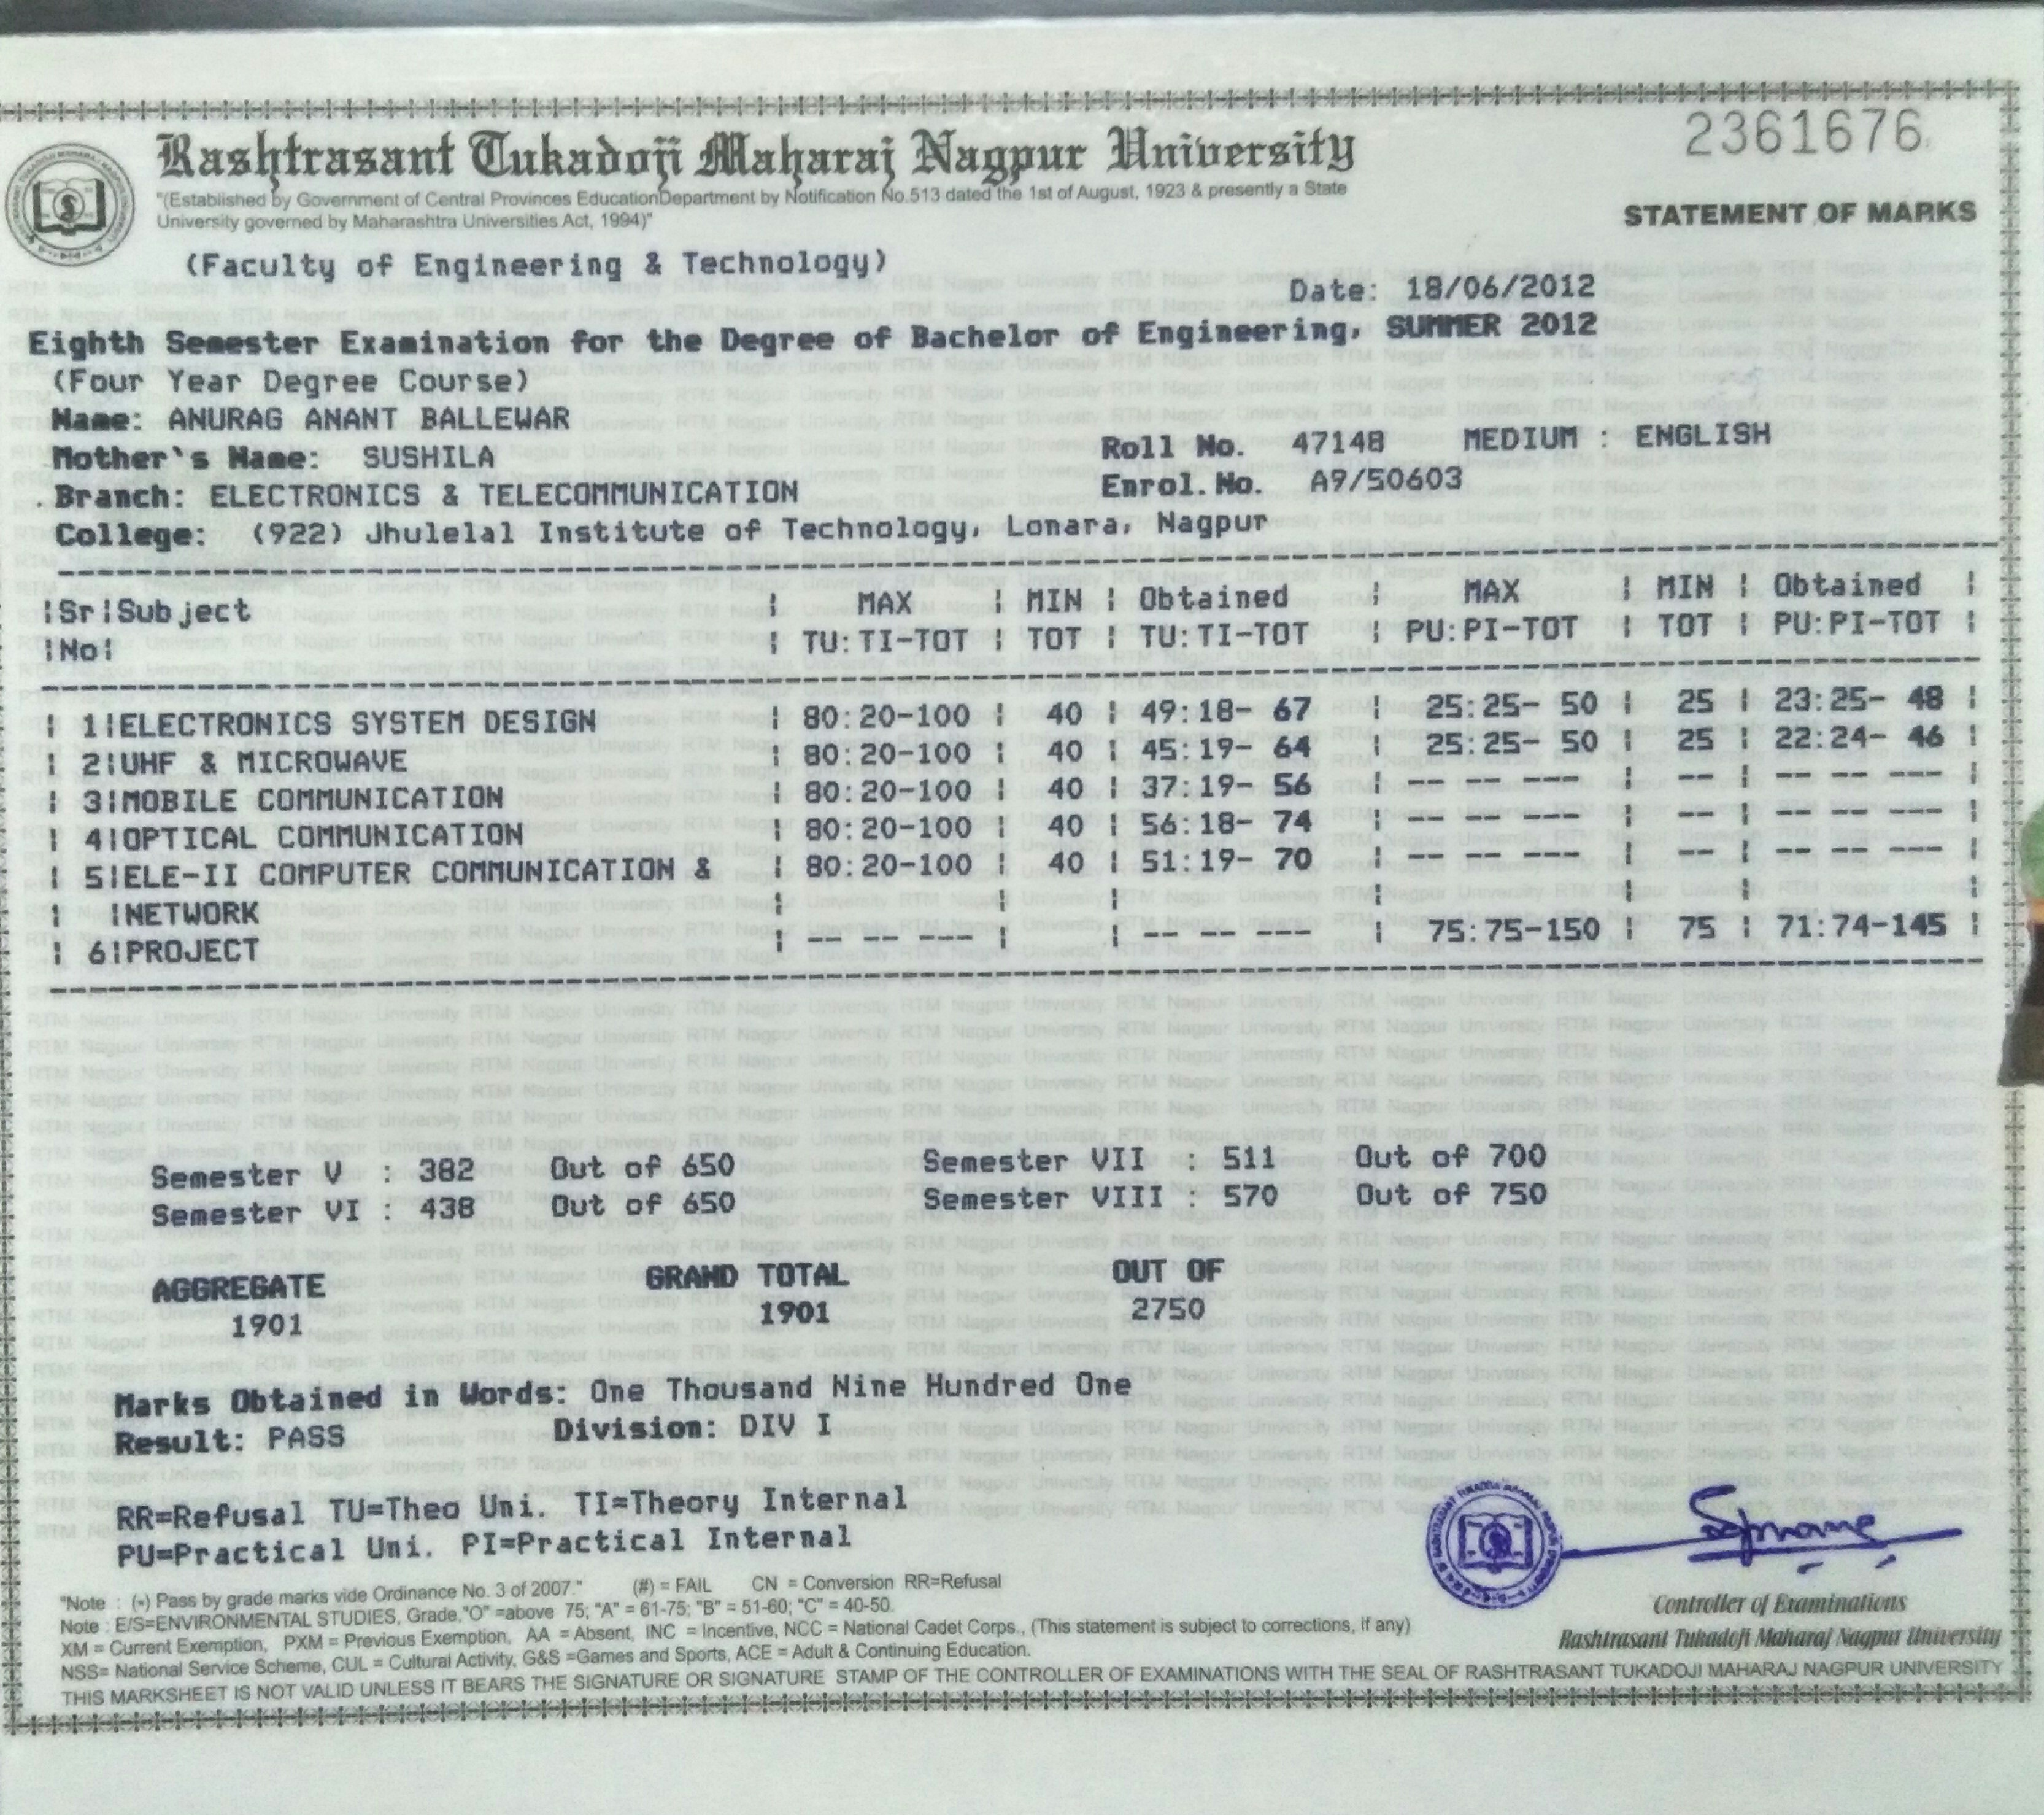 Rashtrasant Tukadoji Maharaj Nagpur University
2361676
"(Established by Government of Central Provinces EducationDepartment by Notification No.513 dated the 1st of August, 1923 & presently a State
University governed by Maharashtra Universities Act, 1994)"
STATEMENT OF MARKS
(Faculty of Engineering & Technology)
Date: 18/06/2012
Eighth Semester Examination for the Degree of Bachelor of Engineering, SUMMER 2012
(Four Year Degree Course)
Name: ANURAG ANANT BALLEWAR
Roll No. 47148 MEDIUM : ENGLISH
Mother's Name: SUSHILA
Enrol.No. A9/50603
Branch: ELECTRONICS & TELECOMMUNICATION
College: (922) Jhulelal Institute of Technology, Lonara, Nagpur
|Sr|Subject | MAX | MIN | Obtained | MAX | MIN | Obtained |
|No| | TU:TI-TOT | TOT | TU:TI-TOT | PU:PI-TOT | TOT | PU:PI-TOT |
| 1|ELECTRONICS SYSTEM DESIGN | 80:20-100 | 40 | 49:18- 67 | 25:25- 50 | 25 | 23:25- 48 |
| 2|UHF & MICROWAVE | 80:20-100 | 40 | 45:19- 64 | 25:25- 50 | 25 | 22:24- 46 |
| 3|MOBILE COMMUNICATION | 80:20-100 | 40 | 37:19- 56 | -- -- --- | -- | -- -- --- |
| 4|OPTICAL COMMUNICATION | 80:20-100 | 40 | 56:18- 74 | -- -- --- | -- | -- -- --- |
| 5|ELE-II COMPUTER COMMUNICATION & | 80:20-100 | 40 | 51:19- 70 | -- -- --- | -- | -- -- --- |
| |NETWORK | | | | | | |
| 6|PROJECT | -- -- --- | | -- -- --- | 75:75-150 | 75 | 71:74-145 |
Semester V : 382 Out of 650 Semester VII : 511 Out of 700
Semester VI : 438 Out of 650 Semester VIII : 570 Out of 750
AGGREGATE GRAND TOTAL OUT OF
1901 1901 2750
Marks Obtained in Words: One Thousand Nine Hundred One
Result: PASS Division: DIV I
RR=Refusal TU=Theo Uni. TI=Theory Internal
PU=Practical Uni. PI=Practical Internal
"Note : (*) Pass by grade marks vide Ordinance No. 3 of 2007." (#) = FAIL CN = Conversion RR=Refusal
Note : E/S=ENVIRONMENTAL STUDIES, Grade,"O" =above 75; "A" = 61-75; "B" = 51-60; "C" = 40-50.
XM = Current Exemption, PXM = Previous Exemption, AA = Absent, INC = Incentive, NCC = National Cadet Corps., (This statement is subject to corrections, if any)
NSS= National Service Scheme, CUL = Cultural Activity, G&S =Games and Sports, ACE = Adult & Continuing Education.
Controller of Examinations
Rashtrasant Tukadoji Maharaj Nagpur University
THIS MARKSHEET IS NOT VALID UNLESS IT BEARS THE SIGNATURE OR SIGNATURE STAMP OF THE CONTROLLER OF EXAMINATIONS WITH THE SEAL OF RASHTRASANT TUKADOJI MAHARAJ NAGPUR UNIVERSITY